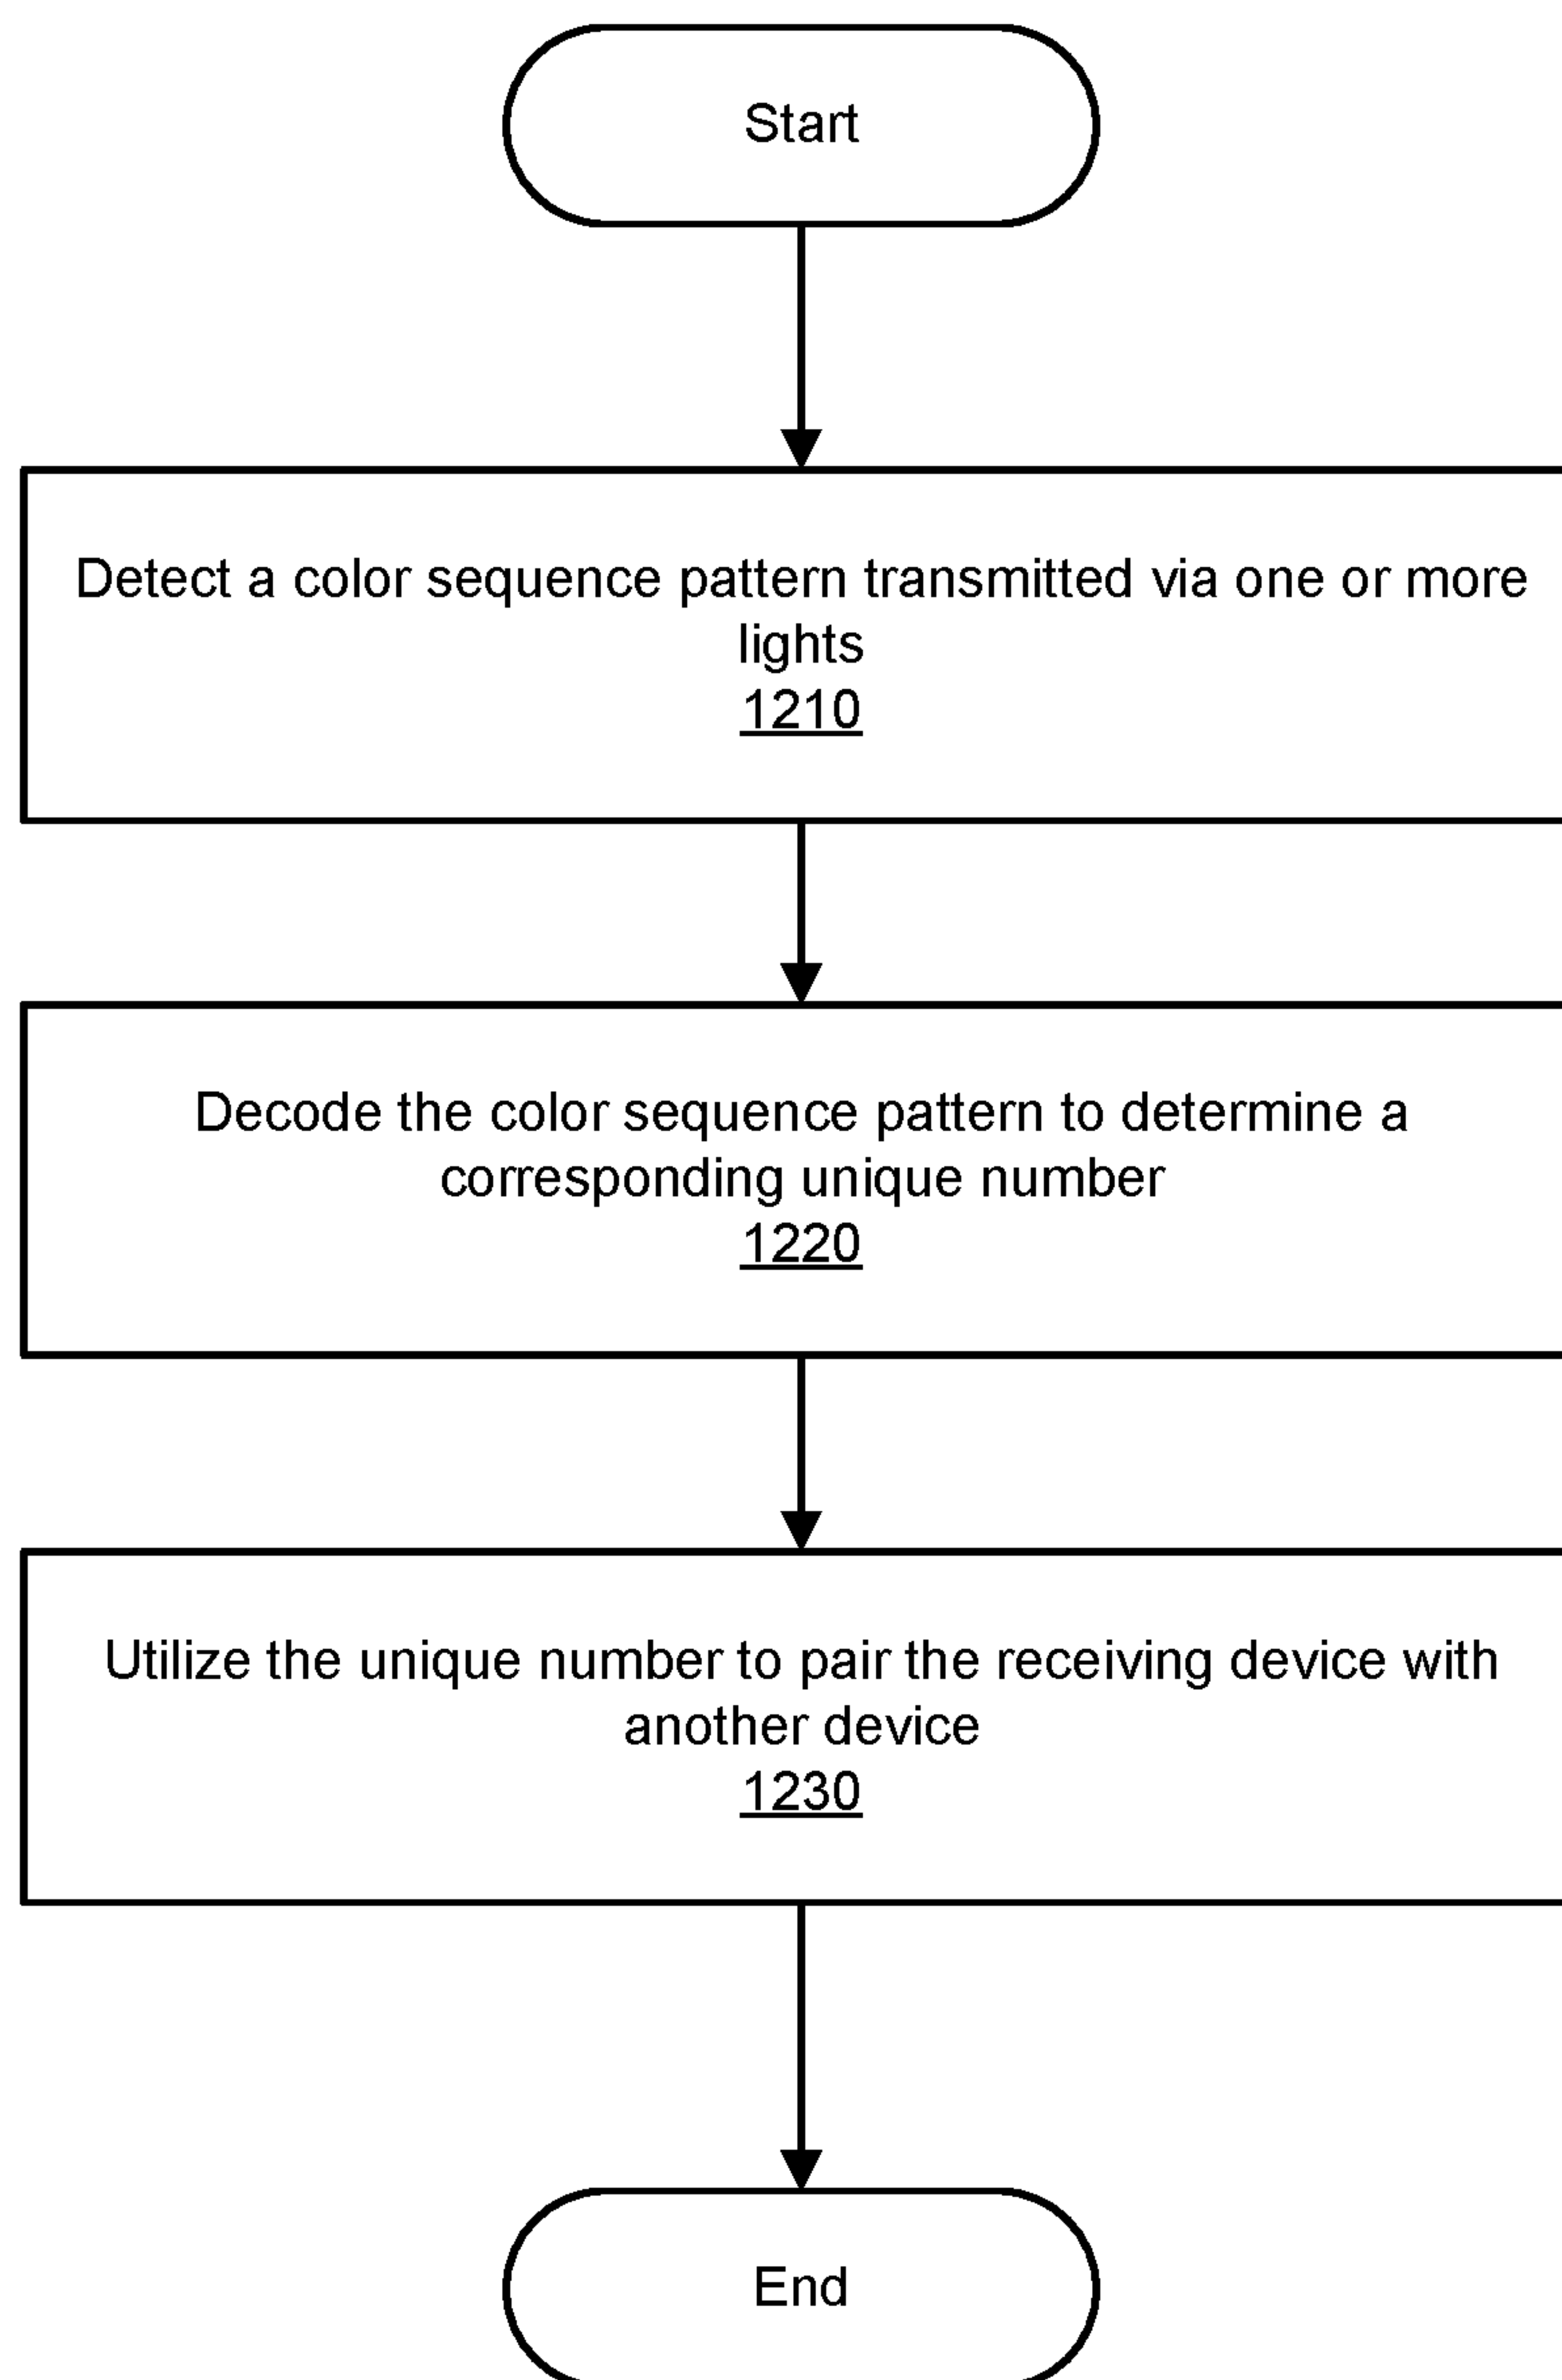 Start
Detect a color sequence pattern transmitted via one or more
lights
1210
Decode the color sequence pattern to determine a
corresponding unique number
1220
Utilize the unique number to pair the receiving device with
another device
1230
End